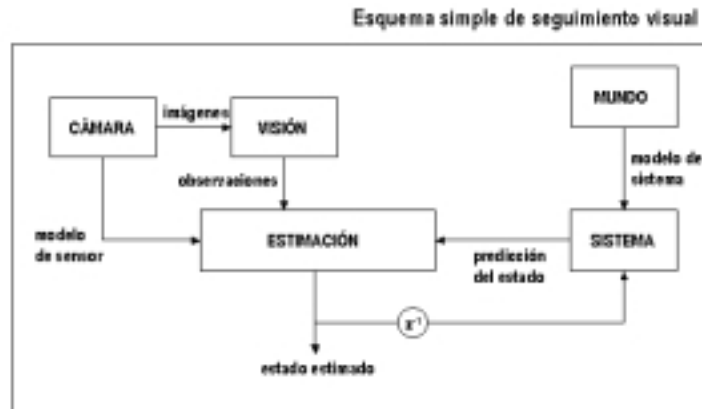 Esquema simple de seguimiento visual
CÁMARA
imágenes
VISIÓN
MUNDO
observaciones
modelo de
sistema
modelo
de sensor
ESTIMACIÓN
predicción
del estado
SISTEMA
z⁻¹
estado estimado